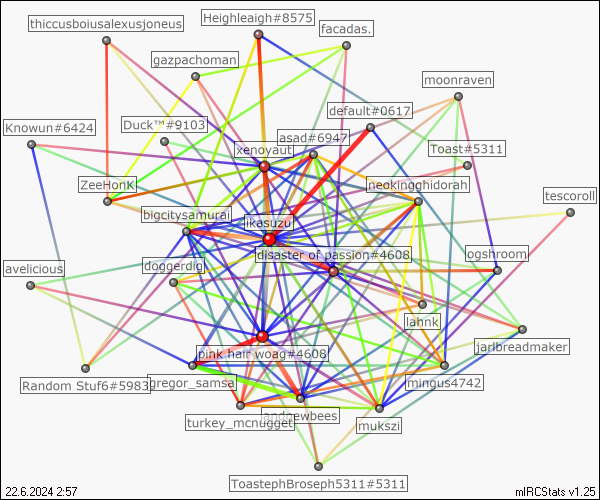 Heighleaigh#8575
thiccusboiusalexusjoneus
facadas.
gazpachoman
moonraven
default#0617
Knowun#6424
Duck™#9103
asad#6947
xenoyaut
Toast#5311
ZeeHonK
neokingghidorah
tescoroll
bigcitysamurai
ikasuzu
disaster of passion#4608
ogshroom
avelicious
doggerdig
lahnk
jarlbreadmaker
pink hair woag#4608
Random Stuf6#5983
gregor_samsa
mingus4742
andrewbees
turkey_mcnugget
mukszi
ToastephBroseph5311#5311
22.6.2024 2:57
mIRCStats v1.25